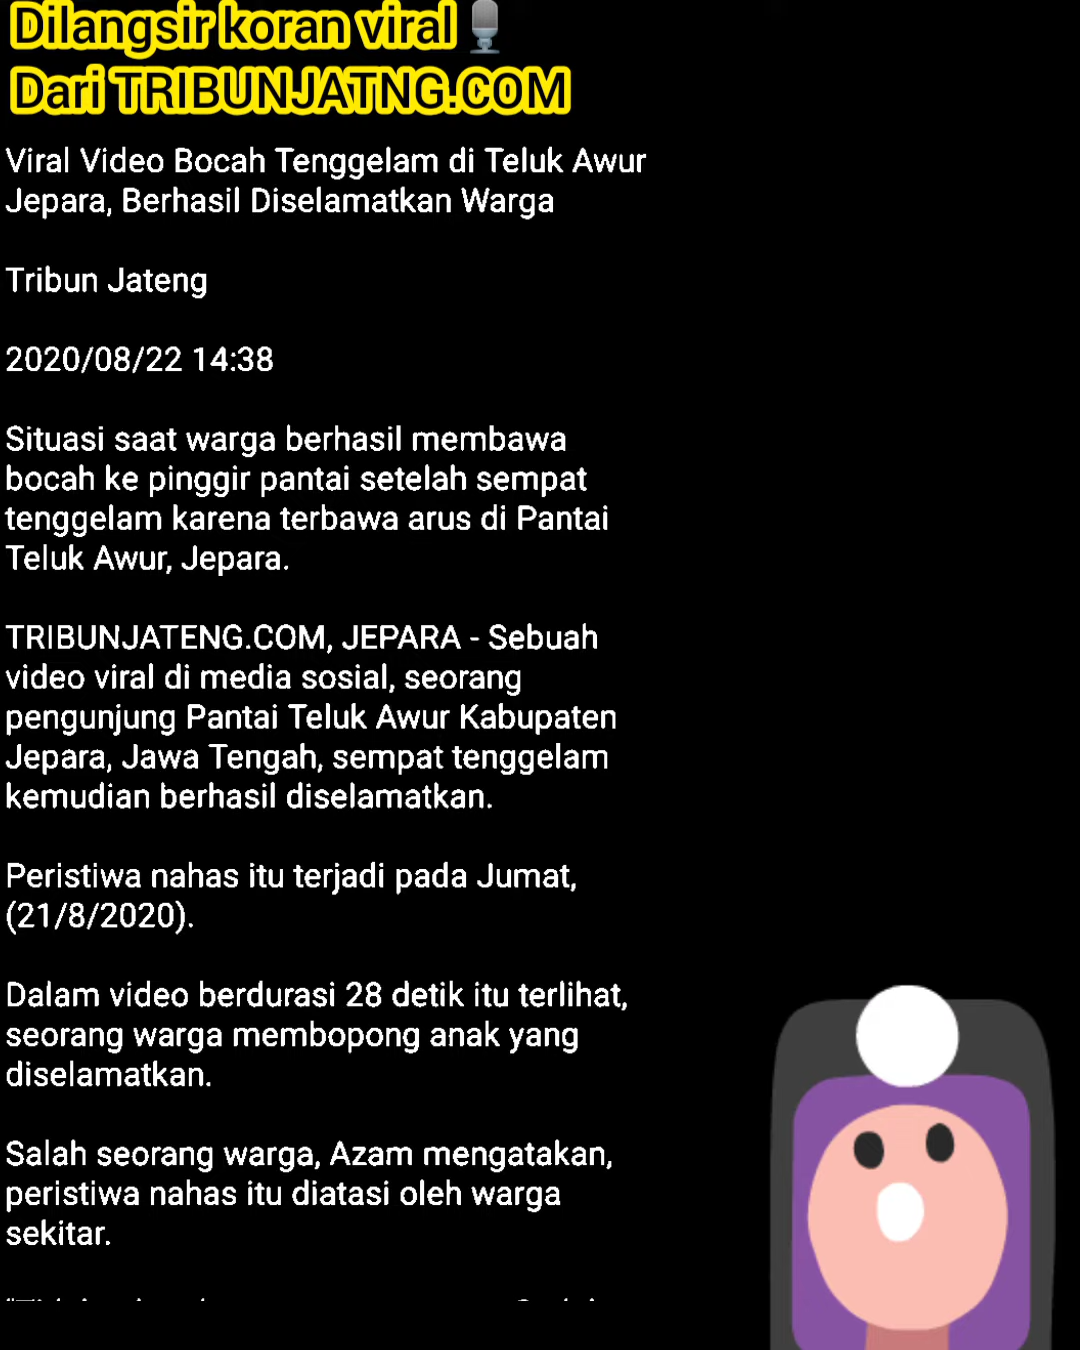 Dilangsir koran viral
Dari TRIBUNJATNG.COM
Viral Video Bocah Tenggelam di Teluk Awur
Jepara, Berhasil Diselamatkan Warga
Tribun Jateng
2020/08/22 14:38
Situasi saat warga berhasil membawa
bocah ke pinggir pantai setelah sempat
tenggelam karena terbawa arus di Pantai
Teluk Awur, Jepara.
TRIBUNJATENG.COM, JEPARA - Sebuah
video viral di media sosial, seorang
pengunjung Pantai Teluk Awur Kabupaten
Jepara, Jawa Tengah, sempat tenggelam
kemudian berhasil diselamatkan.
Peristiwa nahas itu terjadi pada Jumat,
(21/8/2020).
Dalam video berdurasi 28 detik itu terlihat,
seorang warga membopong anak yang
diselamatkan.
Salah seorang warga, Azam mengatakan,
peristiwa nahas itu diatasi oleh warga
sekitar.